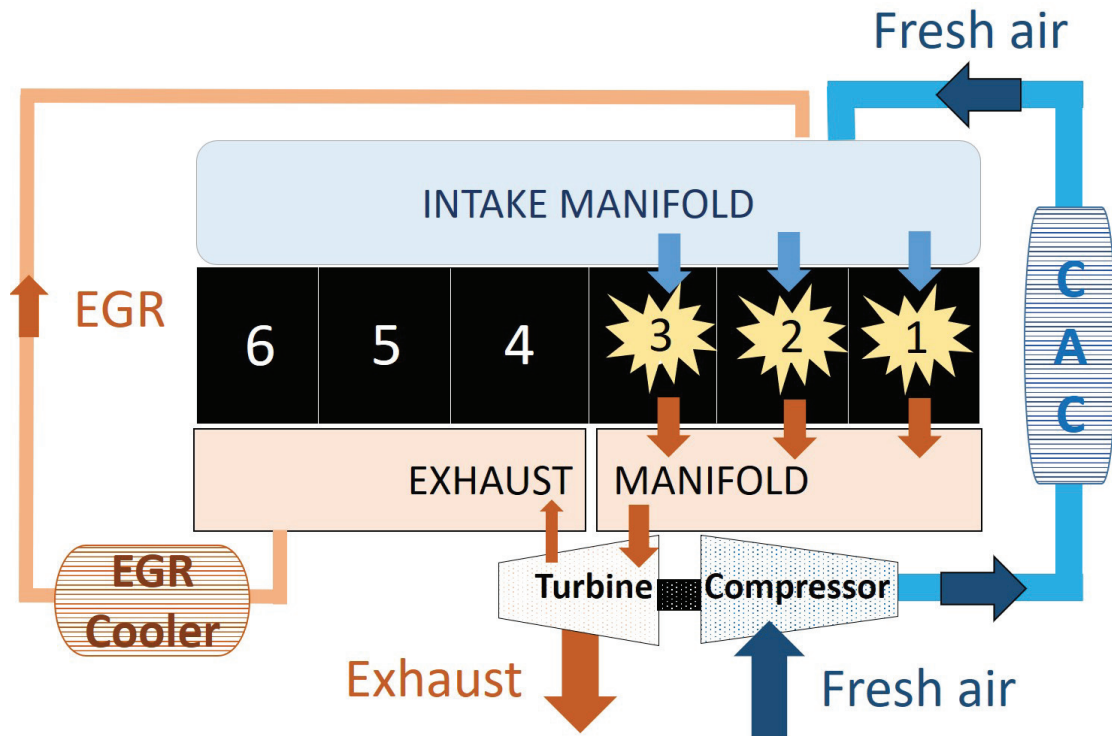 Fresh air
INTAKE MANIFOLD
EGR
6 5 4 3 2 1
CAC
EXHAUST MANIFOLD
EGR
Cooler
Turbine Compressor
Exhaust
Fresh air